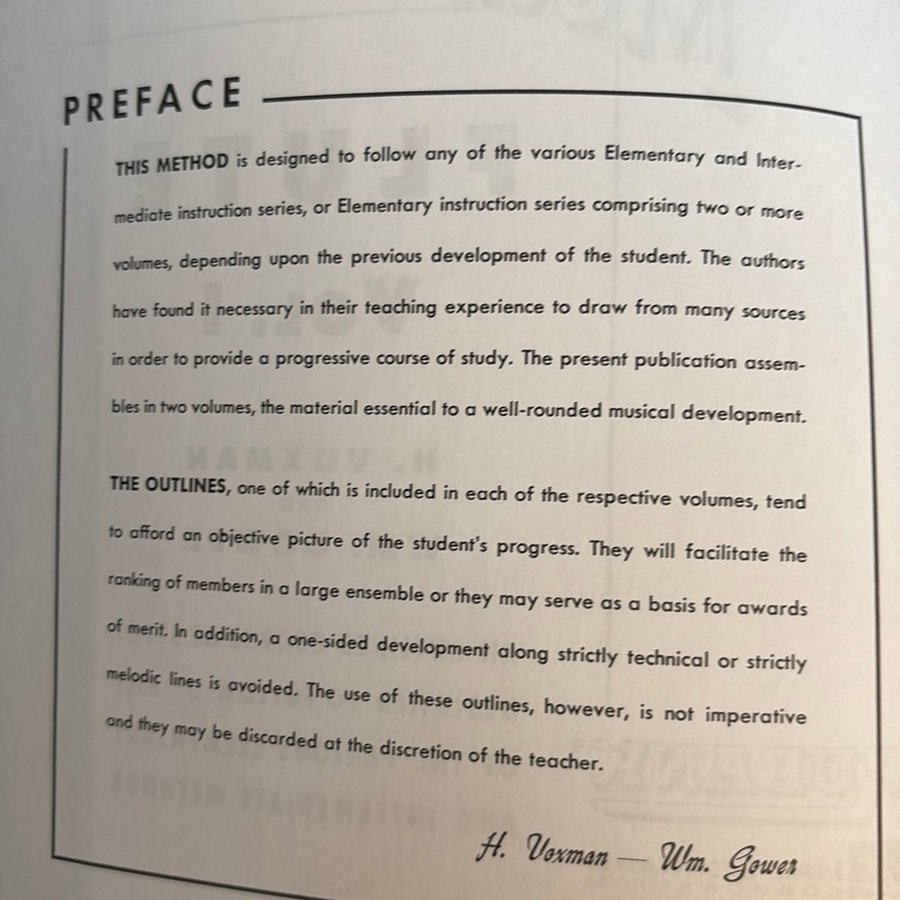 PREFACE
THIS METHOD is designed to follow any of the various Elementary and Inter-
mediate instruction series, or Elementary instruction series comprising two or more
volumes, depending upon the previous development of the student. The authors
have found it necessary in their teaching experience to draw from many sources
in order to provide a progressive course of study. The present publication assem-
bles in two volumes, the material essential to a well-rounded musical development.
THE OUTLINES, one of which is included in each of the respective volumes, tend
to afford an objective picture of the student's progress. They will facilitate the
ranking of members in a large ensemble or they may serve as a basis for awards
of merit. In addition, a one-sided development along strictly technical or strictly
melodic lines is avoided. The use of these outlines, however, is not imperative
and they may be discarded at the discretion of the teacher.
H. Voxman — Wm. Gower